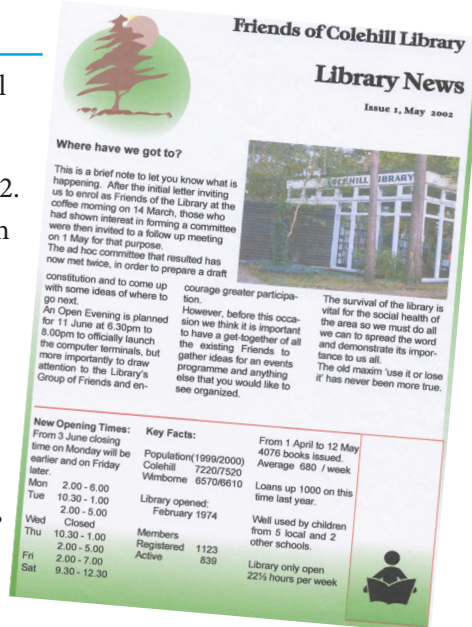 l
2.
n
Friends of Colehill Library
Library News
Issue 1, May 2002
Where have we got to?
This is a brief note to let you know what is
happening. After the initial letter inviting
us to enrol as Friends of the Library at the
coffee morning on 14 March, those who
had shown interest in forming a committee
were then invited to a follow up meeting
on 1 May for that purpose.
The ad hoc committee that resulted has
now met twice, in order to prepare a draft
constitution and to come up
with some ideas of where to
go next.
An Open Evening is planned
for 11 June at 6.30pm to
8.00pm to officially launch
the computer terminals, but
more importantly to draw
attention to the Library's
Group of Friends and en-
courage greater participa-
tion.
However, before this occa-
sion we think it is important
to have a get-together of all
the existing Friends to
gather ideas for an events
programme and anything
else that you would like to
see organized.
The survival of the library is
vital for the social health of
the area so we must do all
we can to spread the word
and demonstrate its impor-
tance to us all.
The old maxim 'use it or lose
it' has never been more true.
COLEHILL LIBRARY
New Opening Times:
From 3 June closing
time on Monday will be
earlier and on Friday
later.
Mon 2.00 - 6.00
Tue 10.30 - 1.00
2.00 - 5.00
Wed Closed
Thu 10.30 - 1.00
2.00 - 5.00
Fri 2.00 - 7.00
Sat 9.30 - 12.30
Key Facts:
Population(1999/2000)
Colehill 7220/7520
Wimborne 6570/6610
Library opened:
February 1974
Members
Registered 1123
Active 839
From 1 April to 12 May
4076 books issued.
Average 680 / week
Loans up 1000 on this
time last year.
Well used by children
from 5 local and 2
other schools.
Library only open
22½ hours per week